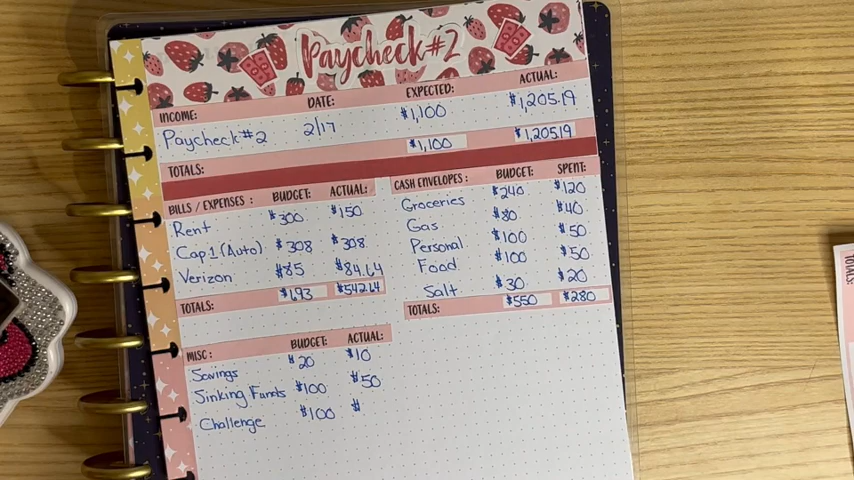 Paycheck #2
INCOME: DATE: EXPECTED: ACTUAL:
Paycheck #2 2/17 $1,100 $1,205.19
TOTALS: $1,100 $1,205.19
BILLS / EXPENSES: BUDGET: ACTUAL:
Rent $300 $150
Cap.1 (Auto) $308 $308
Verizon $85 $84.64
TOTALS: $693 $542.64
CASH ENVELOPES: BUDGET: SPENT:
Groceries $240 $120
Gas $80 $40
Personal $100 $50
Food $100 $50
Salt $30 $20
TOTALS: $550 $280
MISC: BUDGET: ACTUAL:
Savings $20 $10
Sinking Funds $100 $50
Challenge $100 $
TOTALS: